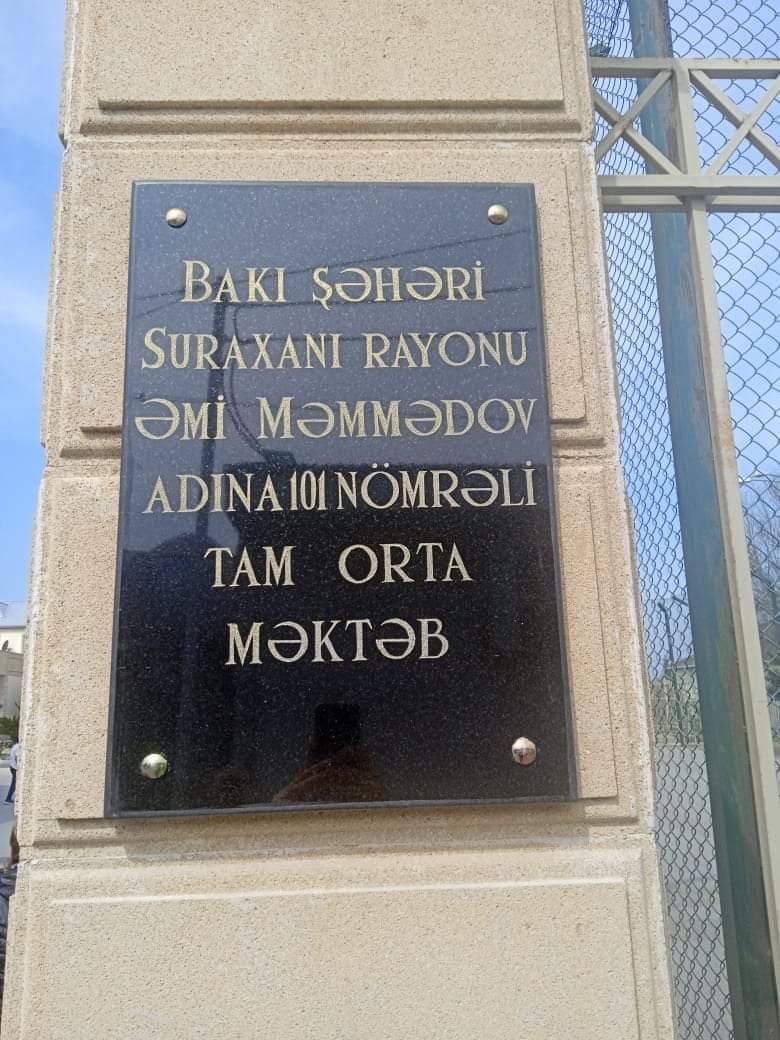 BAKI ŞƏHƏRİ
SURAXANI RAYONU
ƏMİ MƏMMƏDOV
ADINA 101 NÖMRƏLİ
TAM ORTA
MƏKTƏB